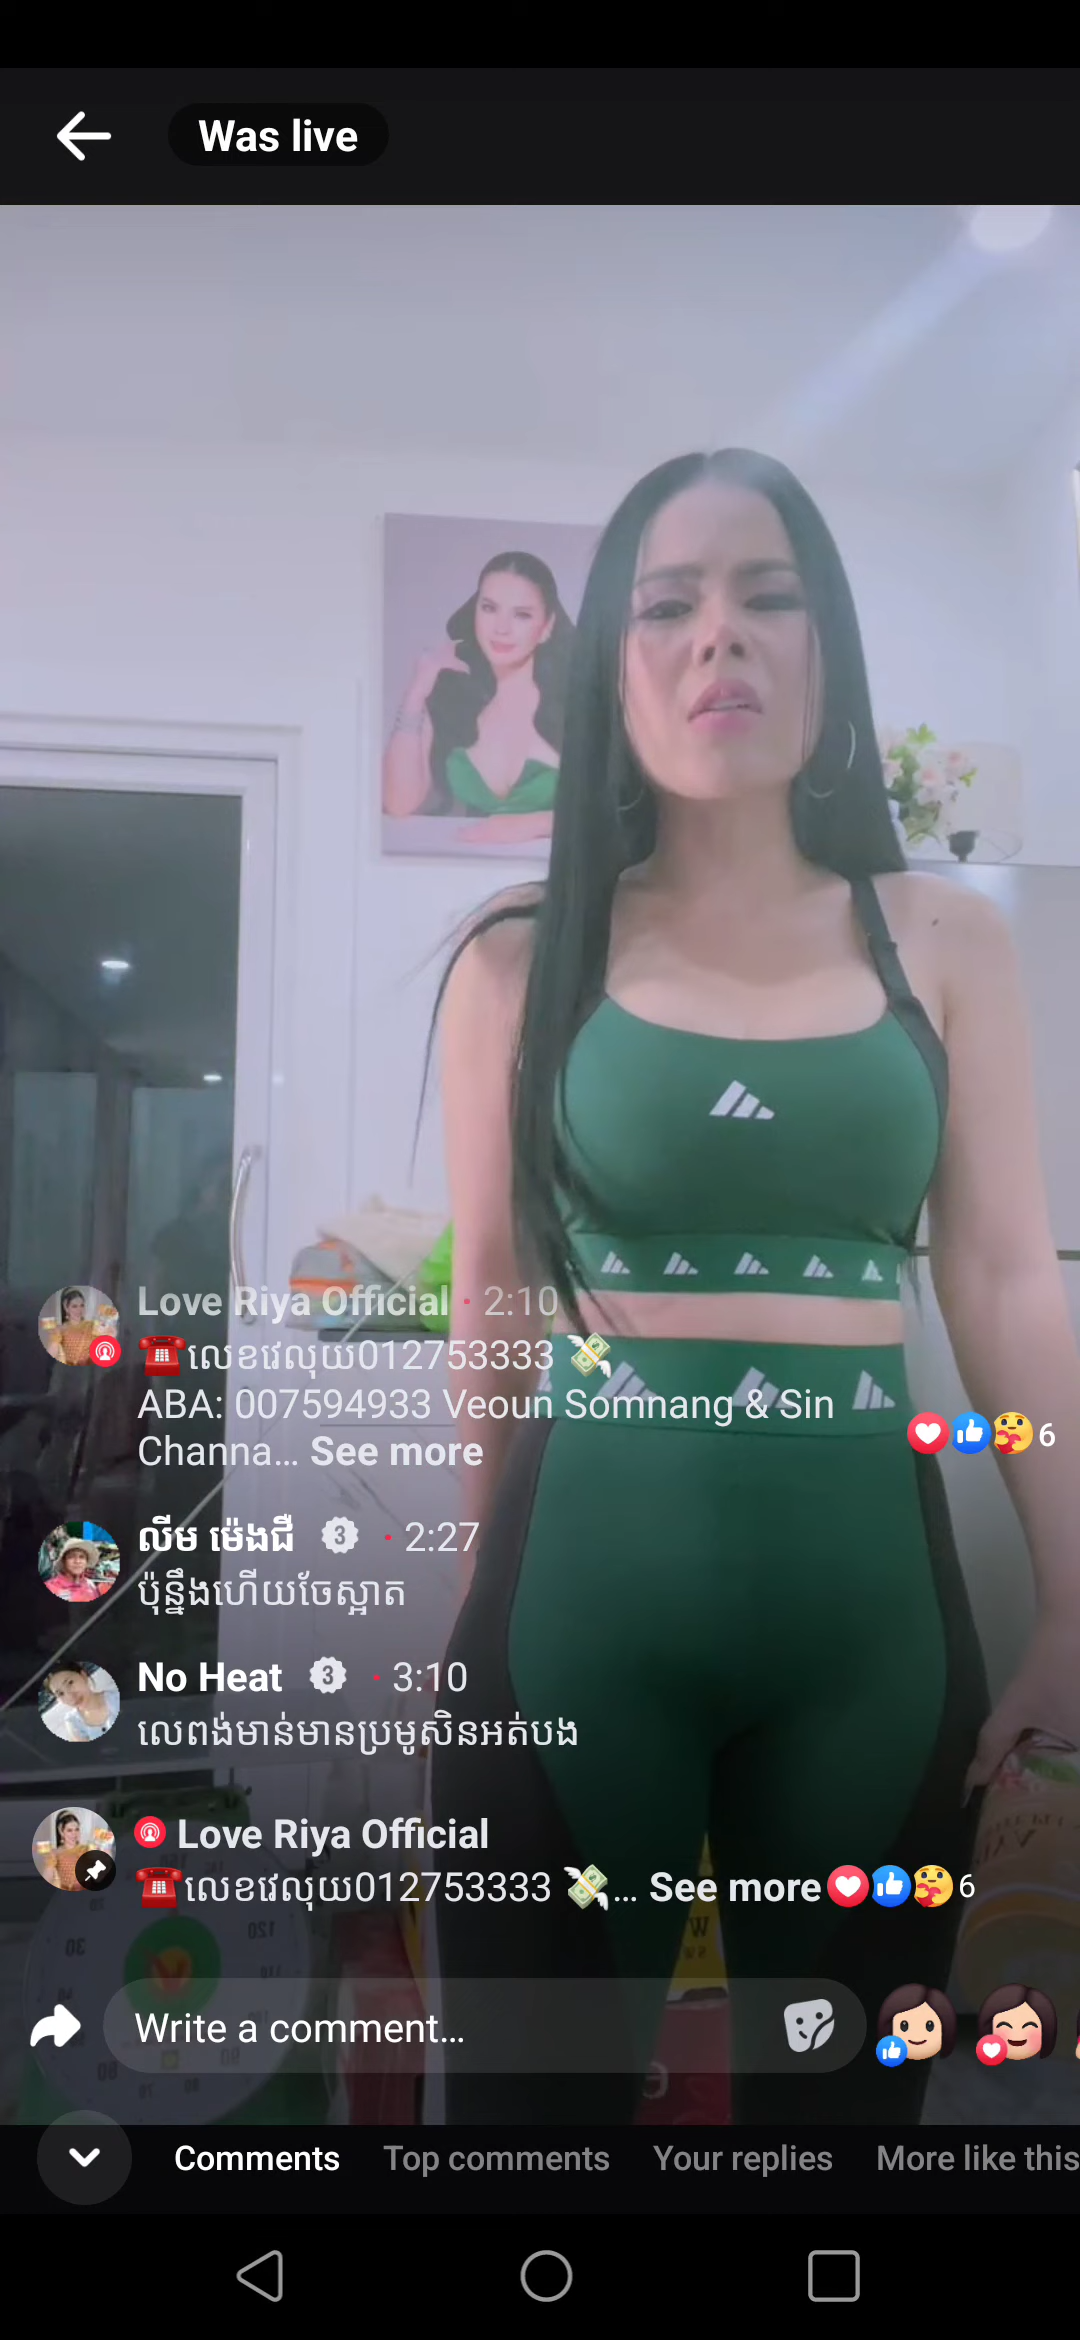 Was live
Love Riya Official · 2:10
☎️លេខវេលុយ012753333 💸
ABA: 007594933 Veoun Somnang & Sin
Channa... See more
6
លីម ម៉េងជឺ 3 · 2:27
ប៉ុន្នឹងហើយចែស្អាត
No Heat 3 · 3:10
លេពង់មាន់មានប្រមូសិនអត់បង
Love Riya Official
☎️លេខវេលុយ012753333 💸... See more 6
Write a comment...
Comments Top comments Your replies More like this